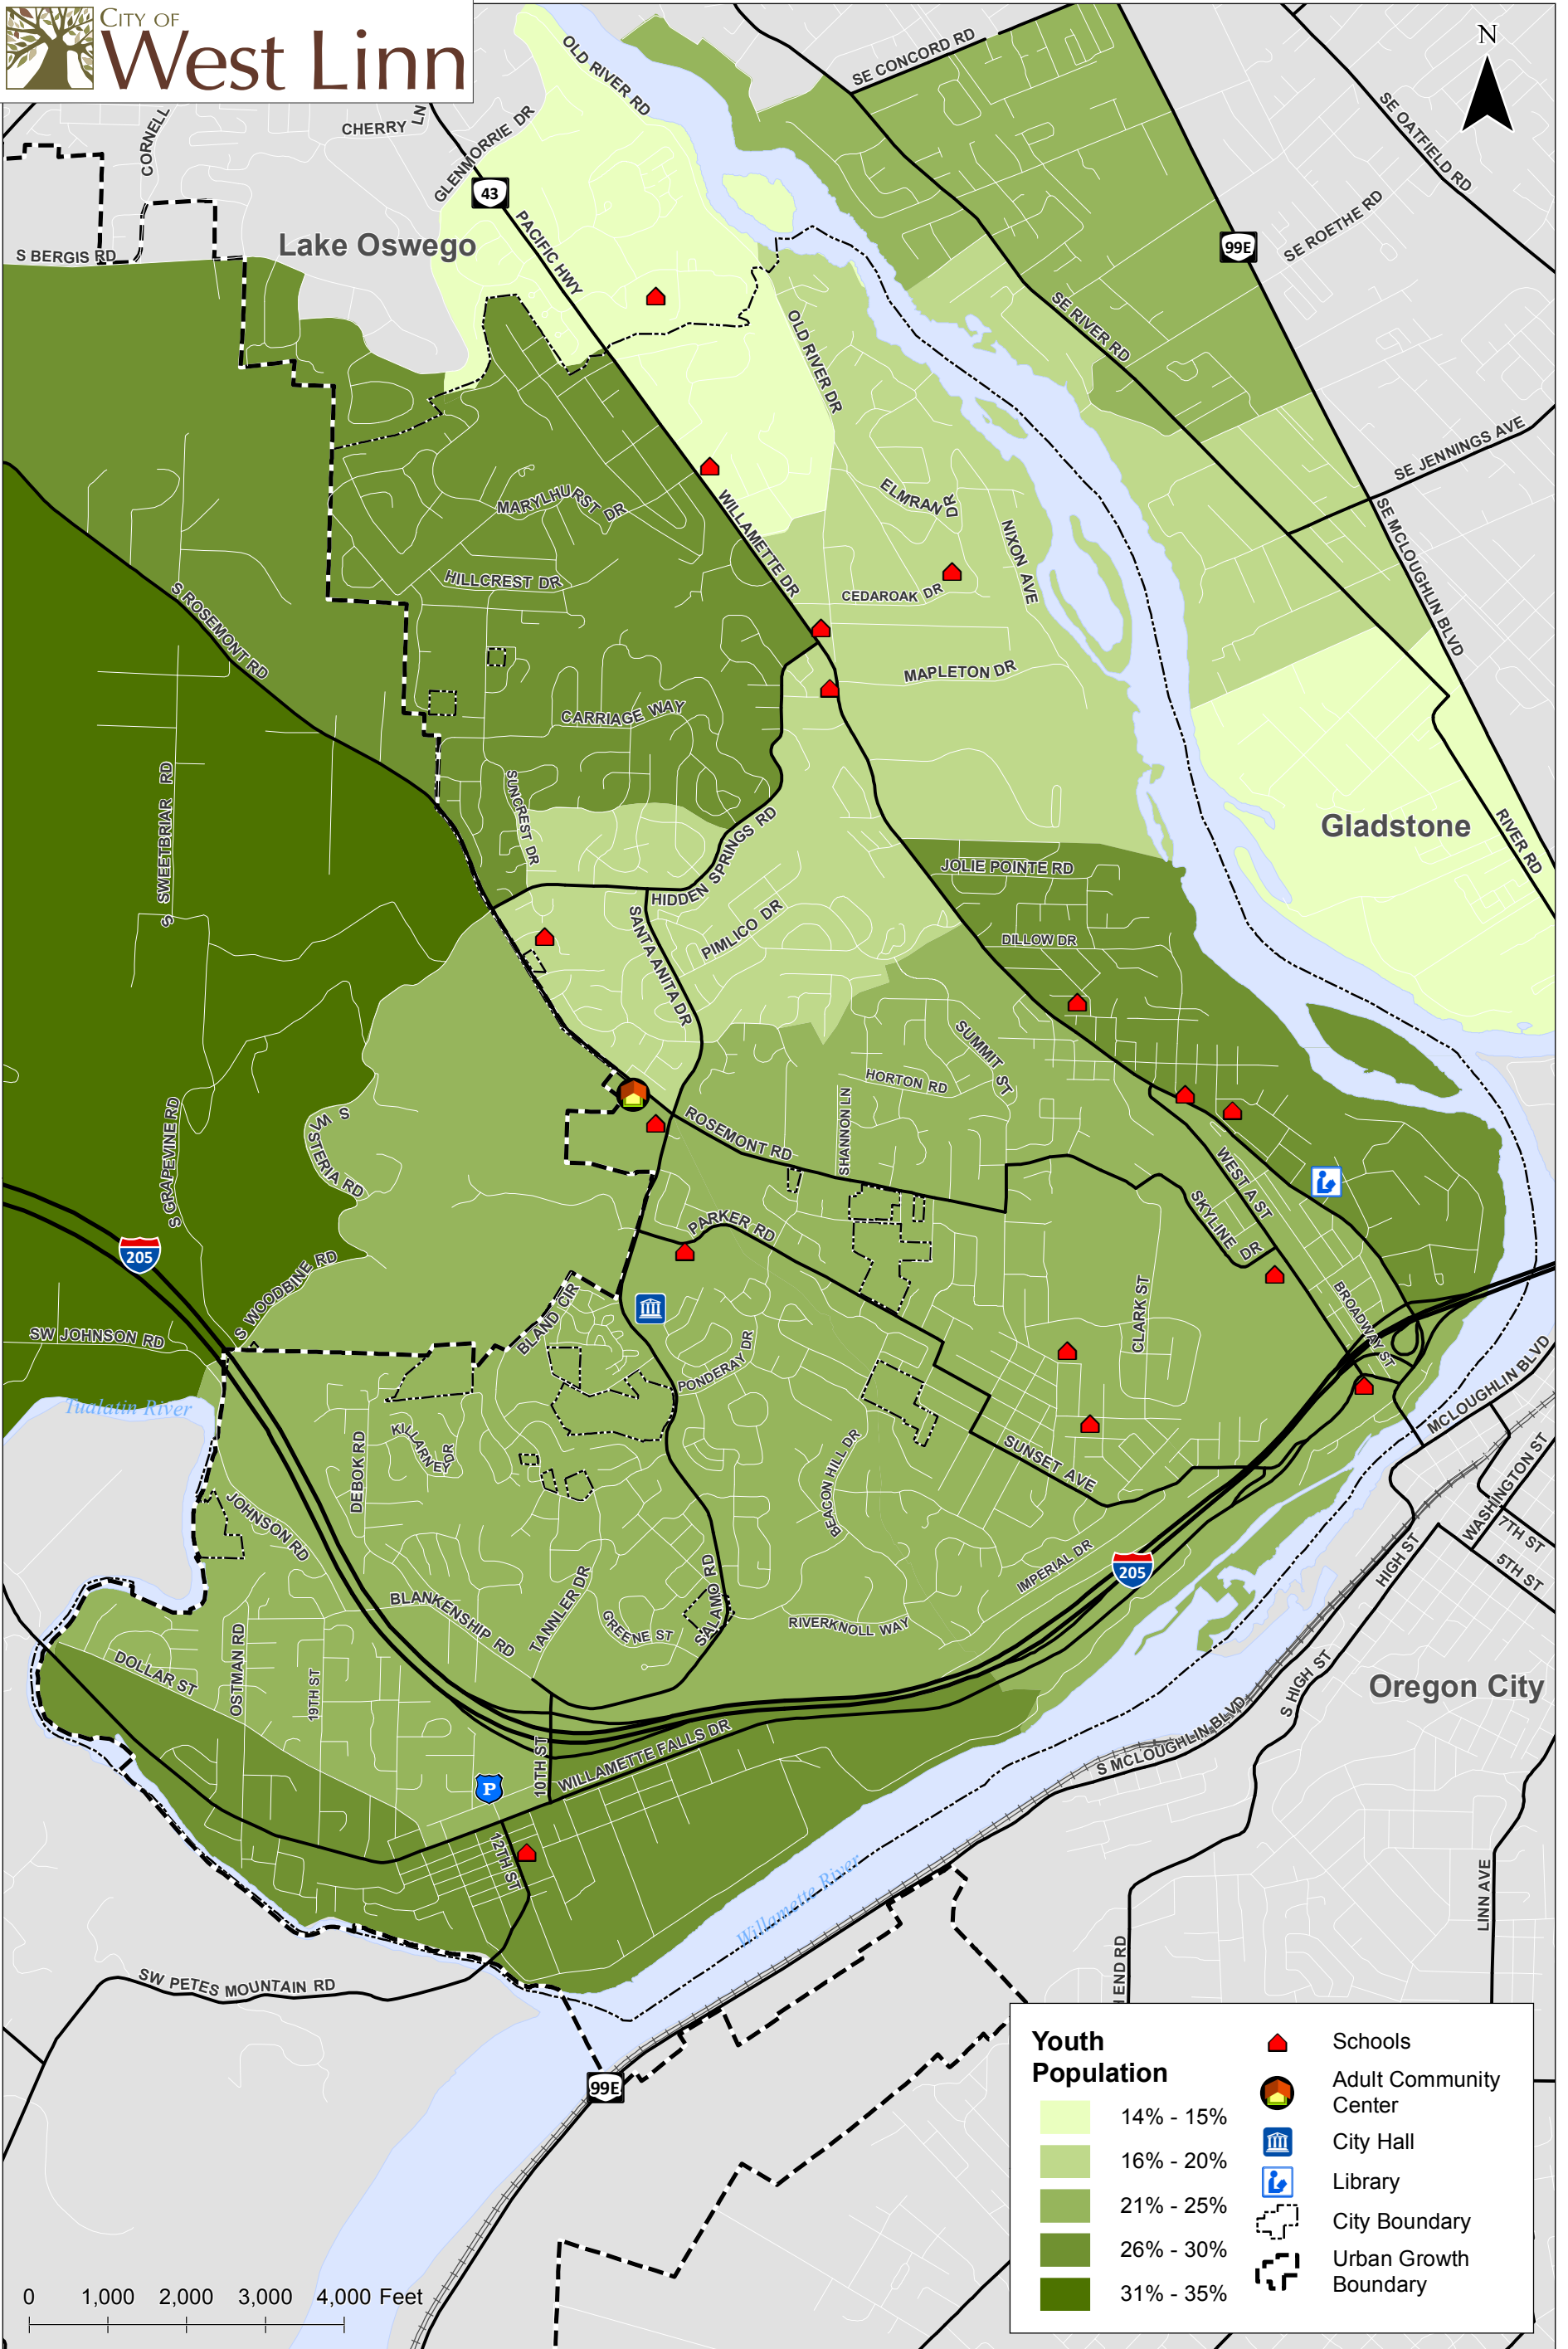 CITY OF
West Linn
N
OLD RIVER RD
SE CONCORD RD
SE OATFIELD RD
CORNELL
CHERRY LN
GLENMORRIE DR
43
PACIFIC HWY
SE ROETHE RD
99E
S BERGIS RD
Lake Oswego
SE RIVER RD
OLD RIVER DR
SE JENNINGS AVE
MARYLHURST DR
WILLAMETTE DR
ELMRAN DR
NIXON AVE
SE MCLOUGHLIN BLVD
HILLCREST DR
CEDAROAK DR
S ROSEMONT RD
MAPLETON DR
CARRIAGE WAY
SUNCREST DR
S SWEETBRIAR RD
Gladstone
RIVER RD
HIDDEN SPRINGS RD
JOLIE POINTE RD
SANTA ANITA DR
PIMLICO DR
DILLOW DR
SUMMIT ST
HORTON RD
SHANNON LN
ROSEMONT RD
S WISTERIA RD
S GRAPEVINE RD
WEST A ST
SKYLINE DR
PARKER RD
205
S WOODBINE RD
SW JOHNSON RD
BLAND CIR
CLARK ST
BROADWAY ST
PONDERAY DR
MCLOUGHLIN BLVD
Tualatin River
KILLARNEY DR
DEBOK RD
BEACON HILL DR
SUNSET AVE
WASHINGTON ST
7TH ST
5TH ST
HIGH ST
JOHNSON RD
IMPERIAL DR
205
BLANKENSHIP RD
TANNLER DR
GREENE ST
SALAMO RD
RIVERKNOLL WAY
DOLLAR ST
OSTMAN RD
19TH ST
S HIGH ST
Oregon City
10TH ST
WILLAMETTE FALLS DR
S MCLOUGHLIN BLVD
P
12TH ST
Willamette River
LINN AVE
END RD
SW PETES MOUNTAIN RD
99E
Youth
Population
14% - 15%
16% - 20%
21% - 25%
26% - 30%
31% - 35%
Schools
Adult Community
Center
City Hall
Library
City Boundary
Urban Growth
Boundary
0 1,000 2,000 3,000 4,000 Feet